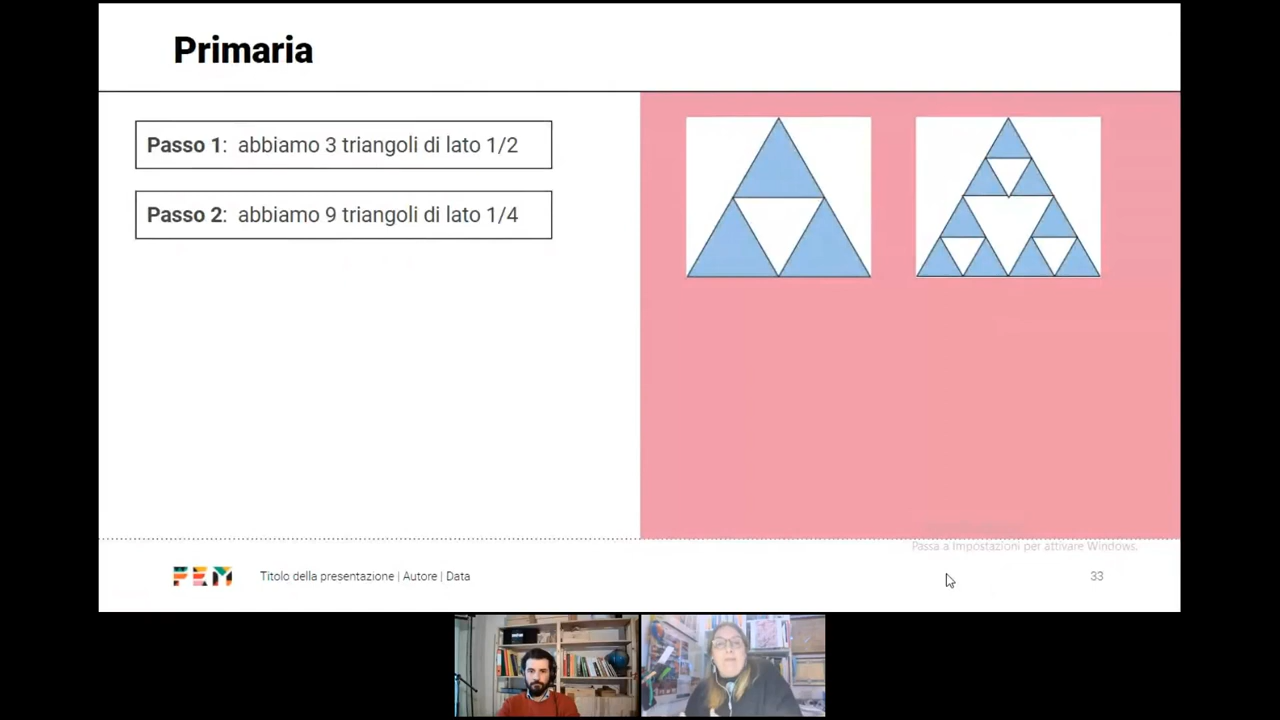 Primaria
Passo 1: abbiamo 3 triangoli di lato 1/2
Passo 2: abbiamo 9 triangoli di lato 1/4
Passa a Impostazioni per attivare Windows.
FEM
Titolo della presentazione | Autore | Data
33